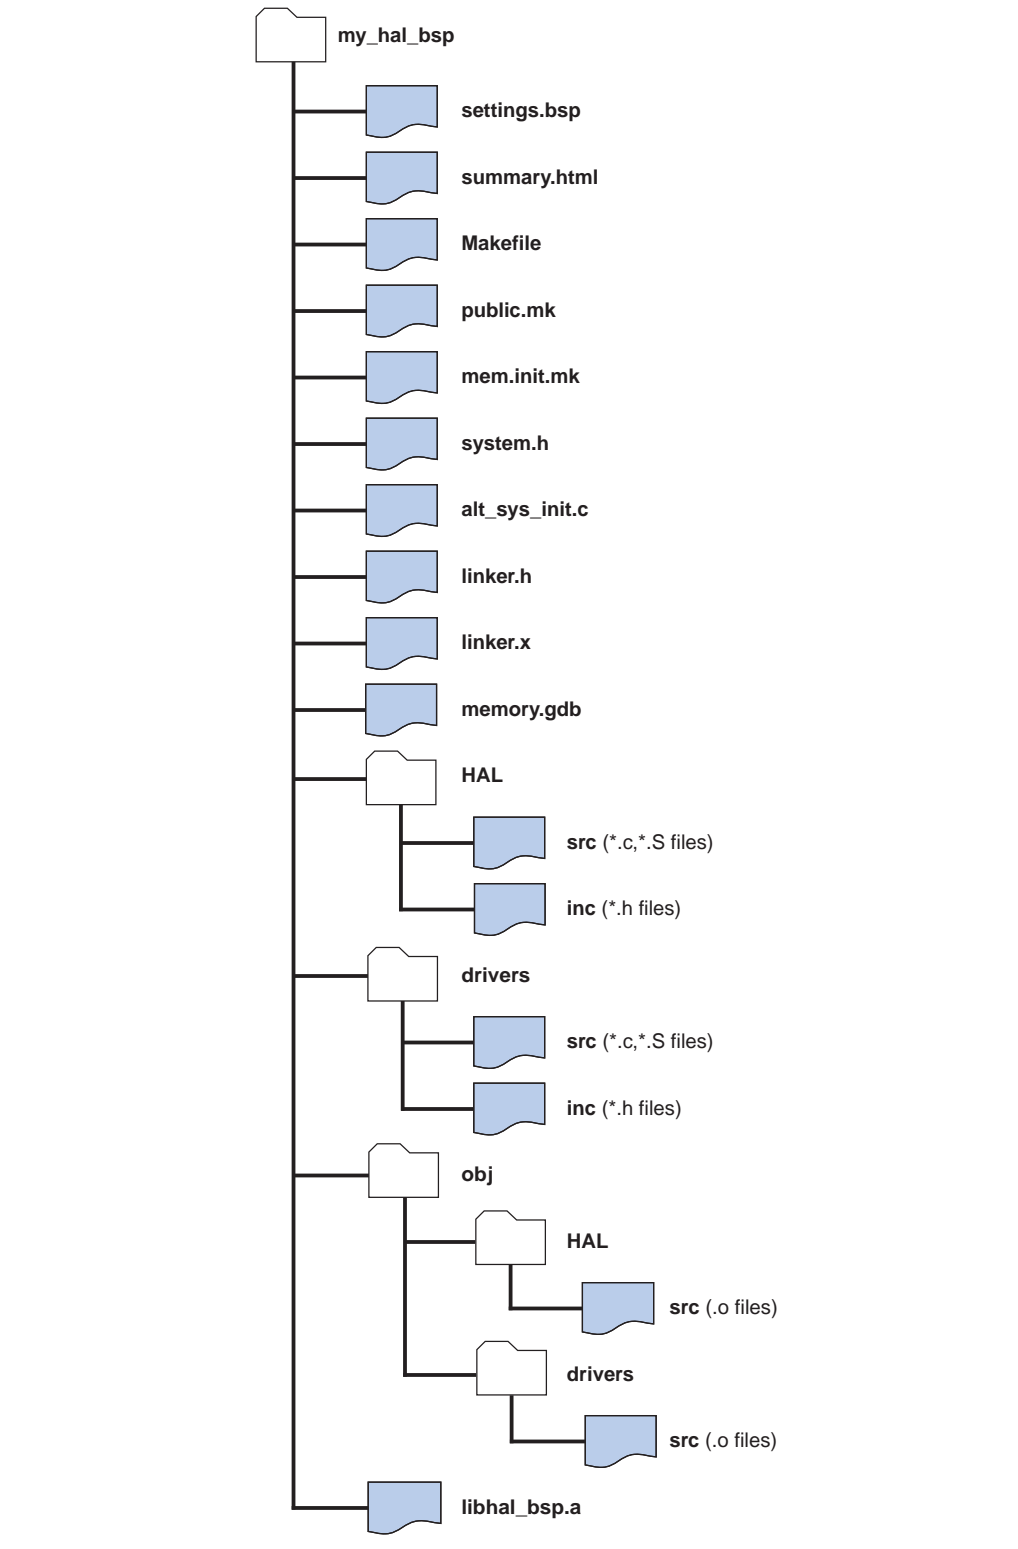 my_hal_bsp
settings.bsp
summary.html
Makefile
public.mk
mem.init.mk
system.h
alt_sys_init.c
linker.h
linker.x
memory.gdb
HAL
src (*.c,*.S files)
inc (*.h files)
drivers
src (*.c,*.S files)
inc (*.h files)
obj
HAL
src (.o files)
drivers
src (.o files)
libhal_bsp.a